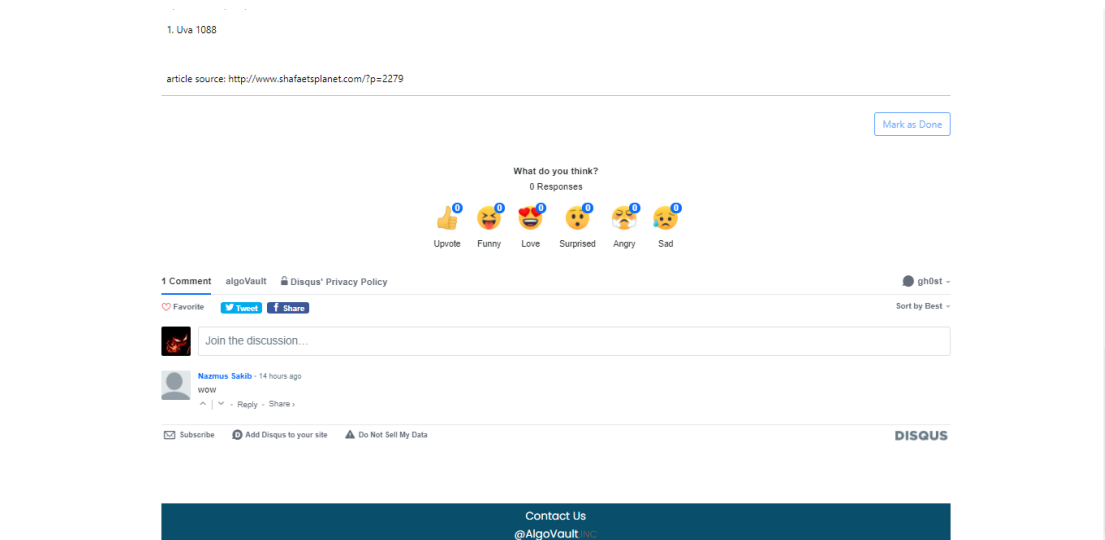 1. Uva 1088
article source: http://www.shafaetsplanet.com/?p=2279
Mark as Done
What do you think?
0 Responses
0 0 0 0 0 0
Upvote Funny Love Surprised Angry Sad
1 Comment algoVault Disqus' Privacy Policy gh0st
Favorite Tweet f Share Sort by Best
Join the discussion...
Nazmus Sakib - 14 hours ago
wow
- Reply - Share ›
Subscribe D Add Disqus to your site Do Not Sell My Data DISQUS
Contact Us
@AlgoVault.INC